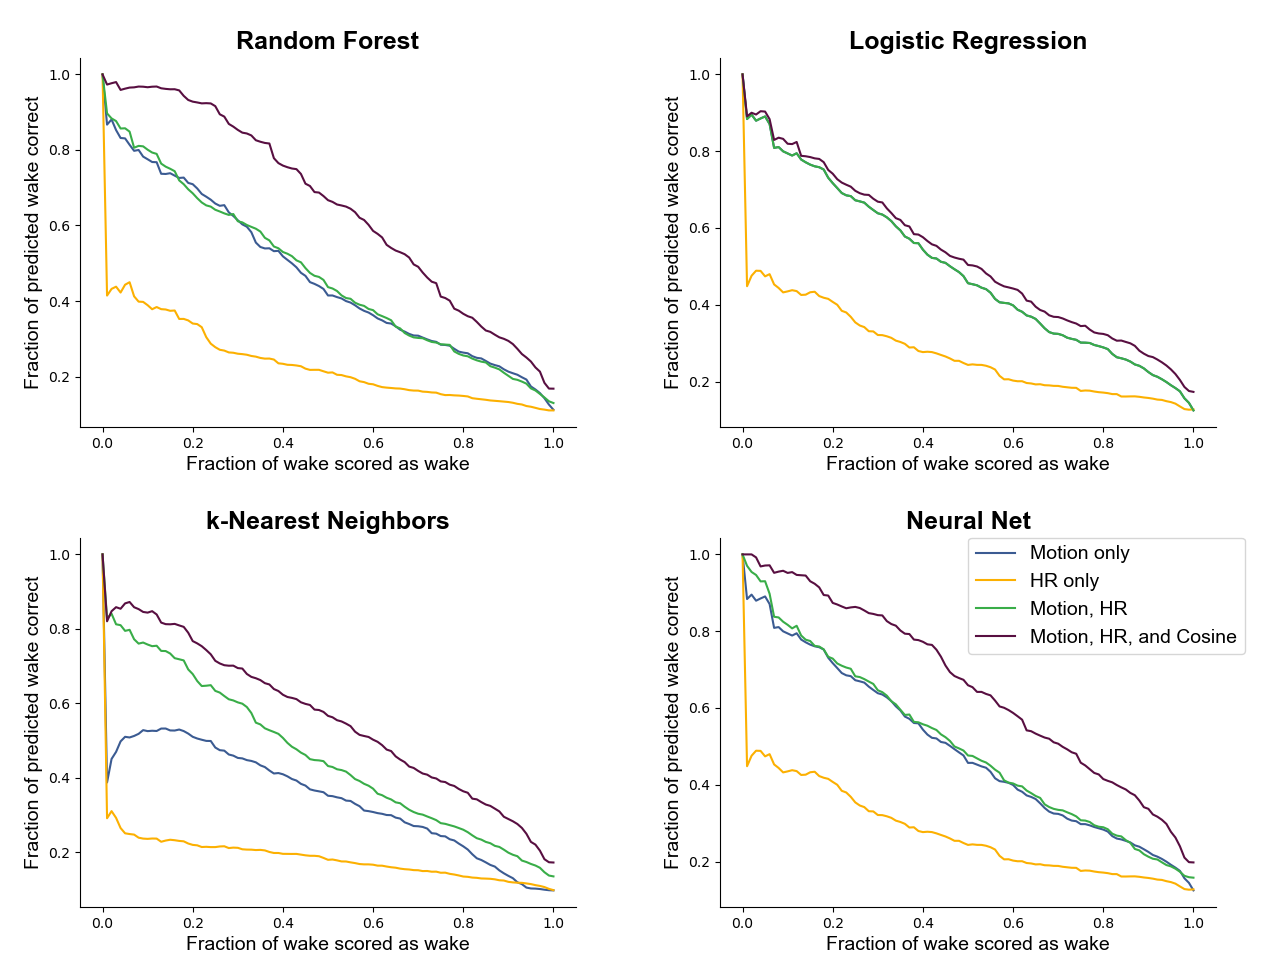 Random Forest
1.0
0.8
0.6
0.4
0.2
Fraction of predicted wake correct
0.0 0.2 0.4 0.6 0.8 1.0
Fraction of wake scored as wake
Logistic Regression
1.0
0.8
0.6
0.4
0.2
Fraction of predicted wake correct
0.0 0.2 0.4 0.6 0.8 1.0
Fraction of wake scored as wake
k-Nearest Neighbors
1.0
0.8
0.6
0.4
0.2
Fraction of predicted wake correct
0.0 0.2 0.4 0.6 0.8 1.0
Fraction of wake scored as wake
Neural Net
Motion only
HR only
Motion, HR
Motion, HR, and Cosine
1.0
0.8
0.6
0.4
0.2
Fraction of predicted wake correct
0.0 0.2 0.4 0.6 0.8 1.0
Fraction of wake scored as wake